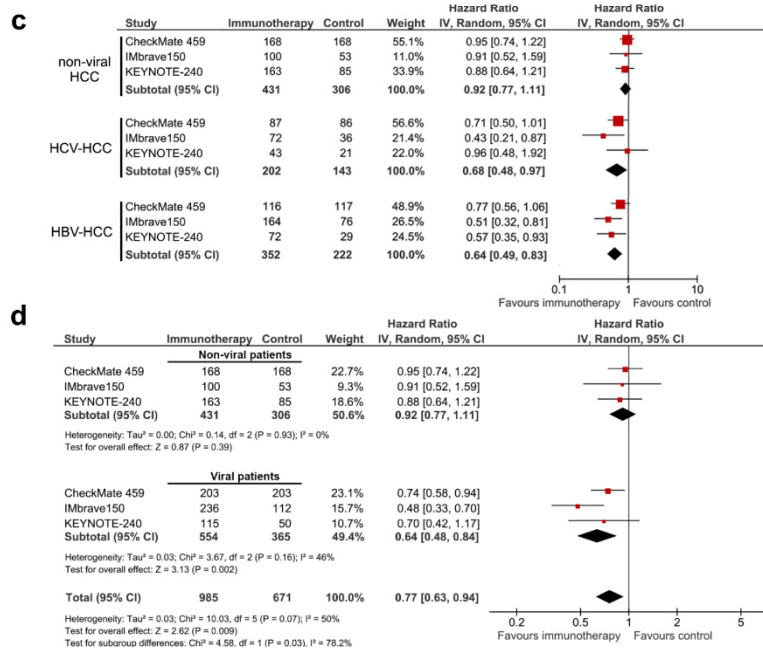 c
Hazard Ratio Hazard Ratio
Study Immunotherapy Control Weight IV, Random, 95% CI IV, Random, 95% CI
non-viral HCC
CheckMate 459 168 168 55.1% 0.95 [0.74, 1.22]
IMbrave150 100 53 11.0% 0.91 [0.52, 1.59]
KEYNOTE-240 163 85 33.9% 0.88 [0.64, 1.21]
Subtotal (95% CI) 431 306 100.0% 0.92 [0.77, 1.11]
HCV-HCC
CheckMate 459 87 86 56.6% 0.71 [0.50, 1.01]
IMbrave150 72 36 21.4% 0.43 [0.21, 0.87]
KEYNOTE-240 43 21 22.0% 0.96 [0.48, 1.92]
Subtotal (95% CI) 202 143 100.0% 0.68 [0.48, 0.97]
HBV-HCC
CheckMate 459 116 117 48.9% 0.77 [0.56, 1.06]
IMbrave150 164 76 26.5% 0.51 [0.32, 0.81]
KEYNOTE-240 72 29 24.5% 0.57 [0.35, 0.93]
Subtotal (95% CI) 352 222 100.0% 0.64 [0.49, 0.83]
0.1 1 10
Favours immunotherapy Favours control
d
Hazard Ratio Hazard Ratio
Study Immunotherapy Control Weight IV, Random, 95% CI IV, Random, 95% CI
Non-viral patients
CheckMate 459 168 168 22.7% 0.95 [0.74, 1.22]
IMbrave150 100 53 9.3% 0.91 [0.52, 1.59]
KEYNOTE-240 163 85 18.6% 0.88 [0.64, 1.21]
Subtotal (95% CI) 431 306 50.6% 0.92 [0.77, 1.11]
Heterogeneity: Tau² = 0.00; Chi² = 0.14, df = 2 (P = 0.93); I² = 0%
Test for overall effect: Z = 0.87 (P = 0.39)
Viral patients
CheckMate 459 203 203 23.1% 0.74 [0.58, 0.94]
IMbrave150 236 112 15.7% 0.48 [0.33, 0.70]
KEYNOTE-240 115 50 10.7% 0.70 [0.42, 1.17]
Subtotal (95% CI) 554 365 49.4% 0.64 [0.48, 0.84]
Heterogeneity: Tau² = 0.03; Chi² = 3.67, df = 2 (P = 0.16); I² = 46%
Test for overall effect: Z = 3.13 (P = 0.002)
Total (95% CI) 985 671 100.0% 0.77 [0.63, 0.94]
Heterogeneity: Tau² = 0.03; Chi² = 10.03, df = 5 (P = 0.07); I² = 50%
Test for overall effect: Z = 2.62 (P = 0.009)
Test for subgroup differences: Chi² = 4.58, df = 1 (P = 0.03), I² = 78.2%
0.2 0.5 1 2 5
Favours immunotherapy Favours control